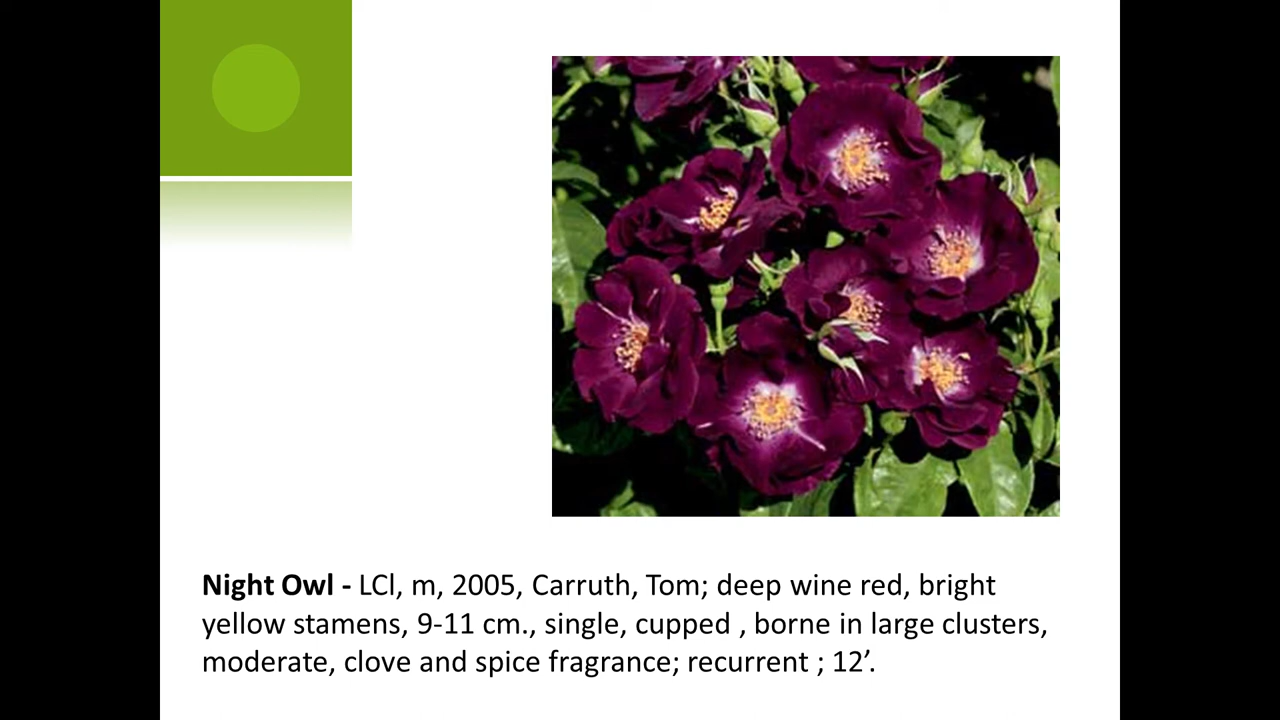 Night Owl - LCl, m, 2005, Carruth, Tom; deep wine red, bright
yellow stamens, 9-11 cm., single, cupped , borne in large clusters,
moderate, clove and spice fragrance; recurrent ; 12’.